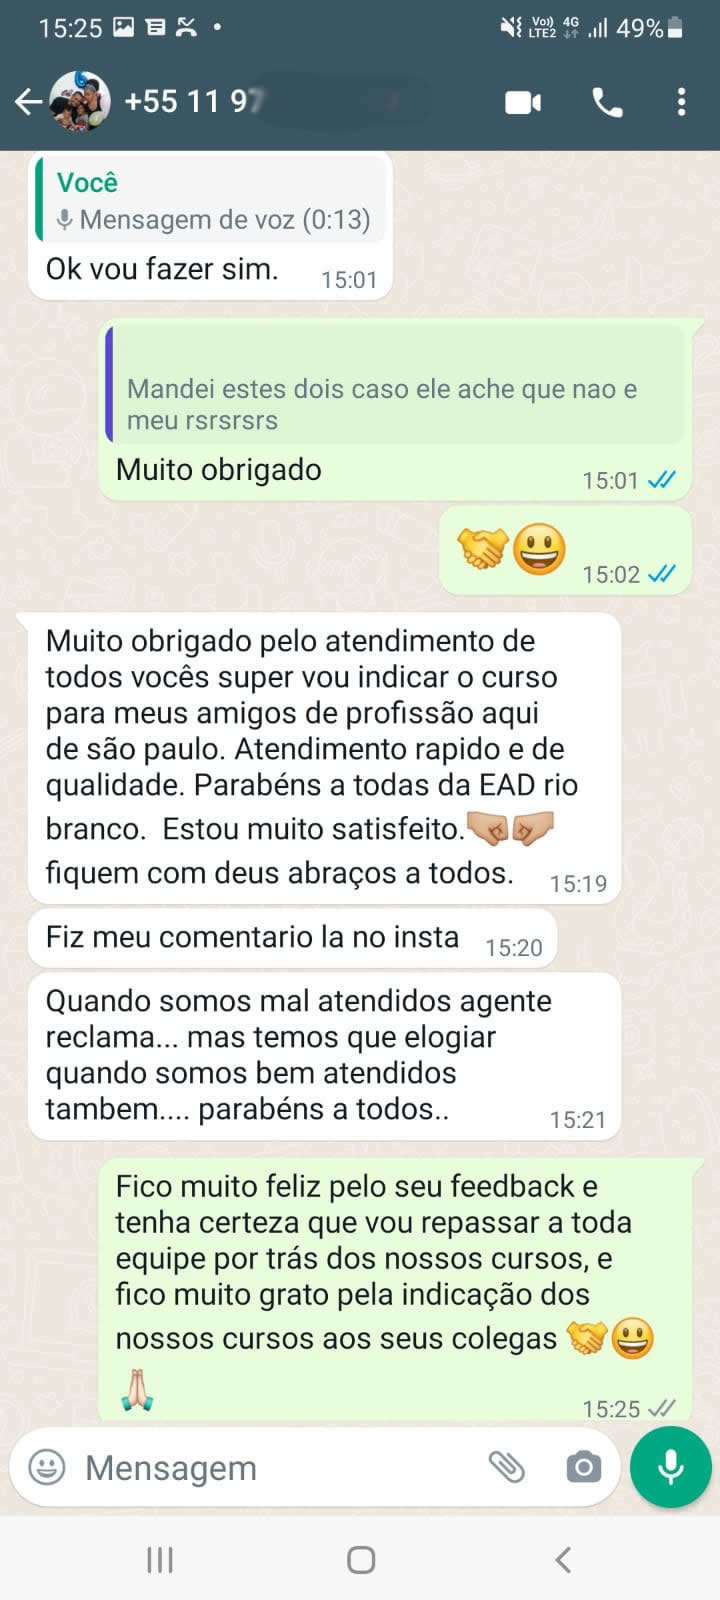 15:25
Vo)) 4G
LTE2
49%
+55 11 97
Você
Mensagem de voz (0:13)
Ok vou fazer sim.
15:01
Mandei estes dois caso ele ache que nao e
meu rsrsrsrs
Muito obrigado
15:01
15:02
Muito obrigado pelo atendimento de
todos vocês super vou indicar o curso
para meus amigos de profissão aqui
de são paulo. Atendimento rapido e de
qualidade. Parabéns a todas da EAD rio
branco. Estou muito satisfeito.🤜🤛
fiquem com deus abraços a todos.
15:19
Fiz meu comentario la no insta
15:20
Quando somos mal atendidos agente
reclama... mas temos que elogiar
quando somos bem atendidos
tambem.... parabéns a todos..
15:21
Fico muito feliz pelo seu feedback e
tenha certeza que vou repassar a toda
equipe por trás dos nossos cursos, e
fico muito grato pela indicação dos
nossos cursos aos seus colegas 🤝😃
🙏🏻
15:25
Mensagem